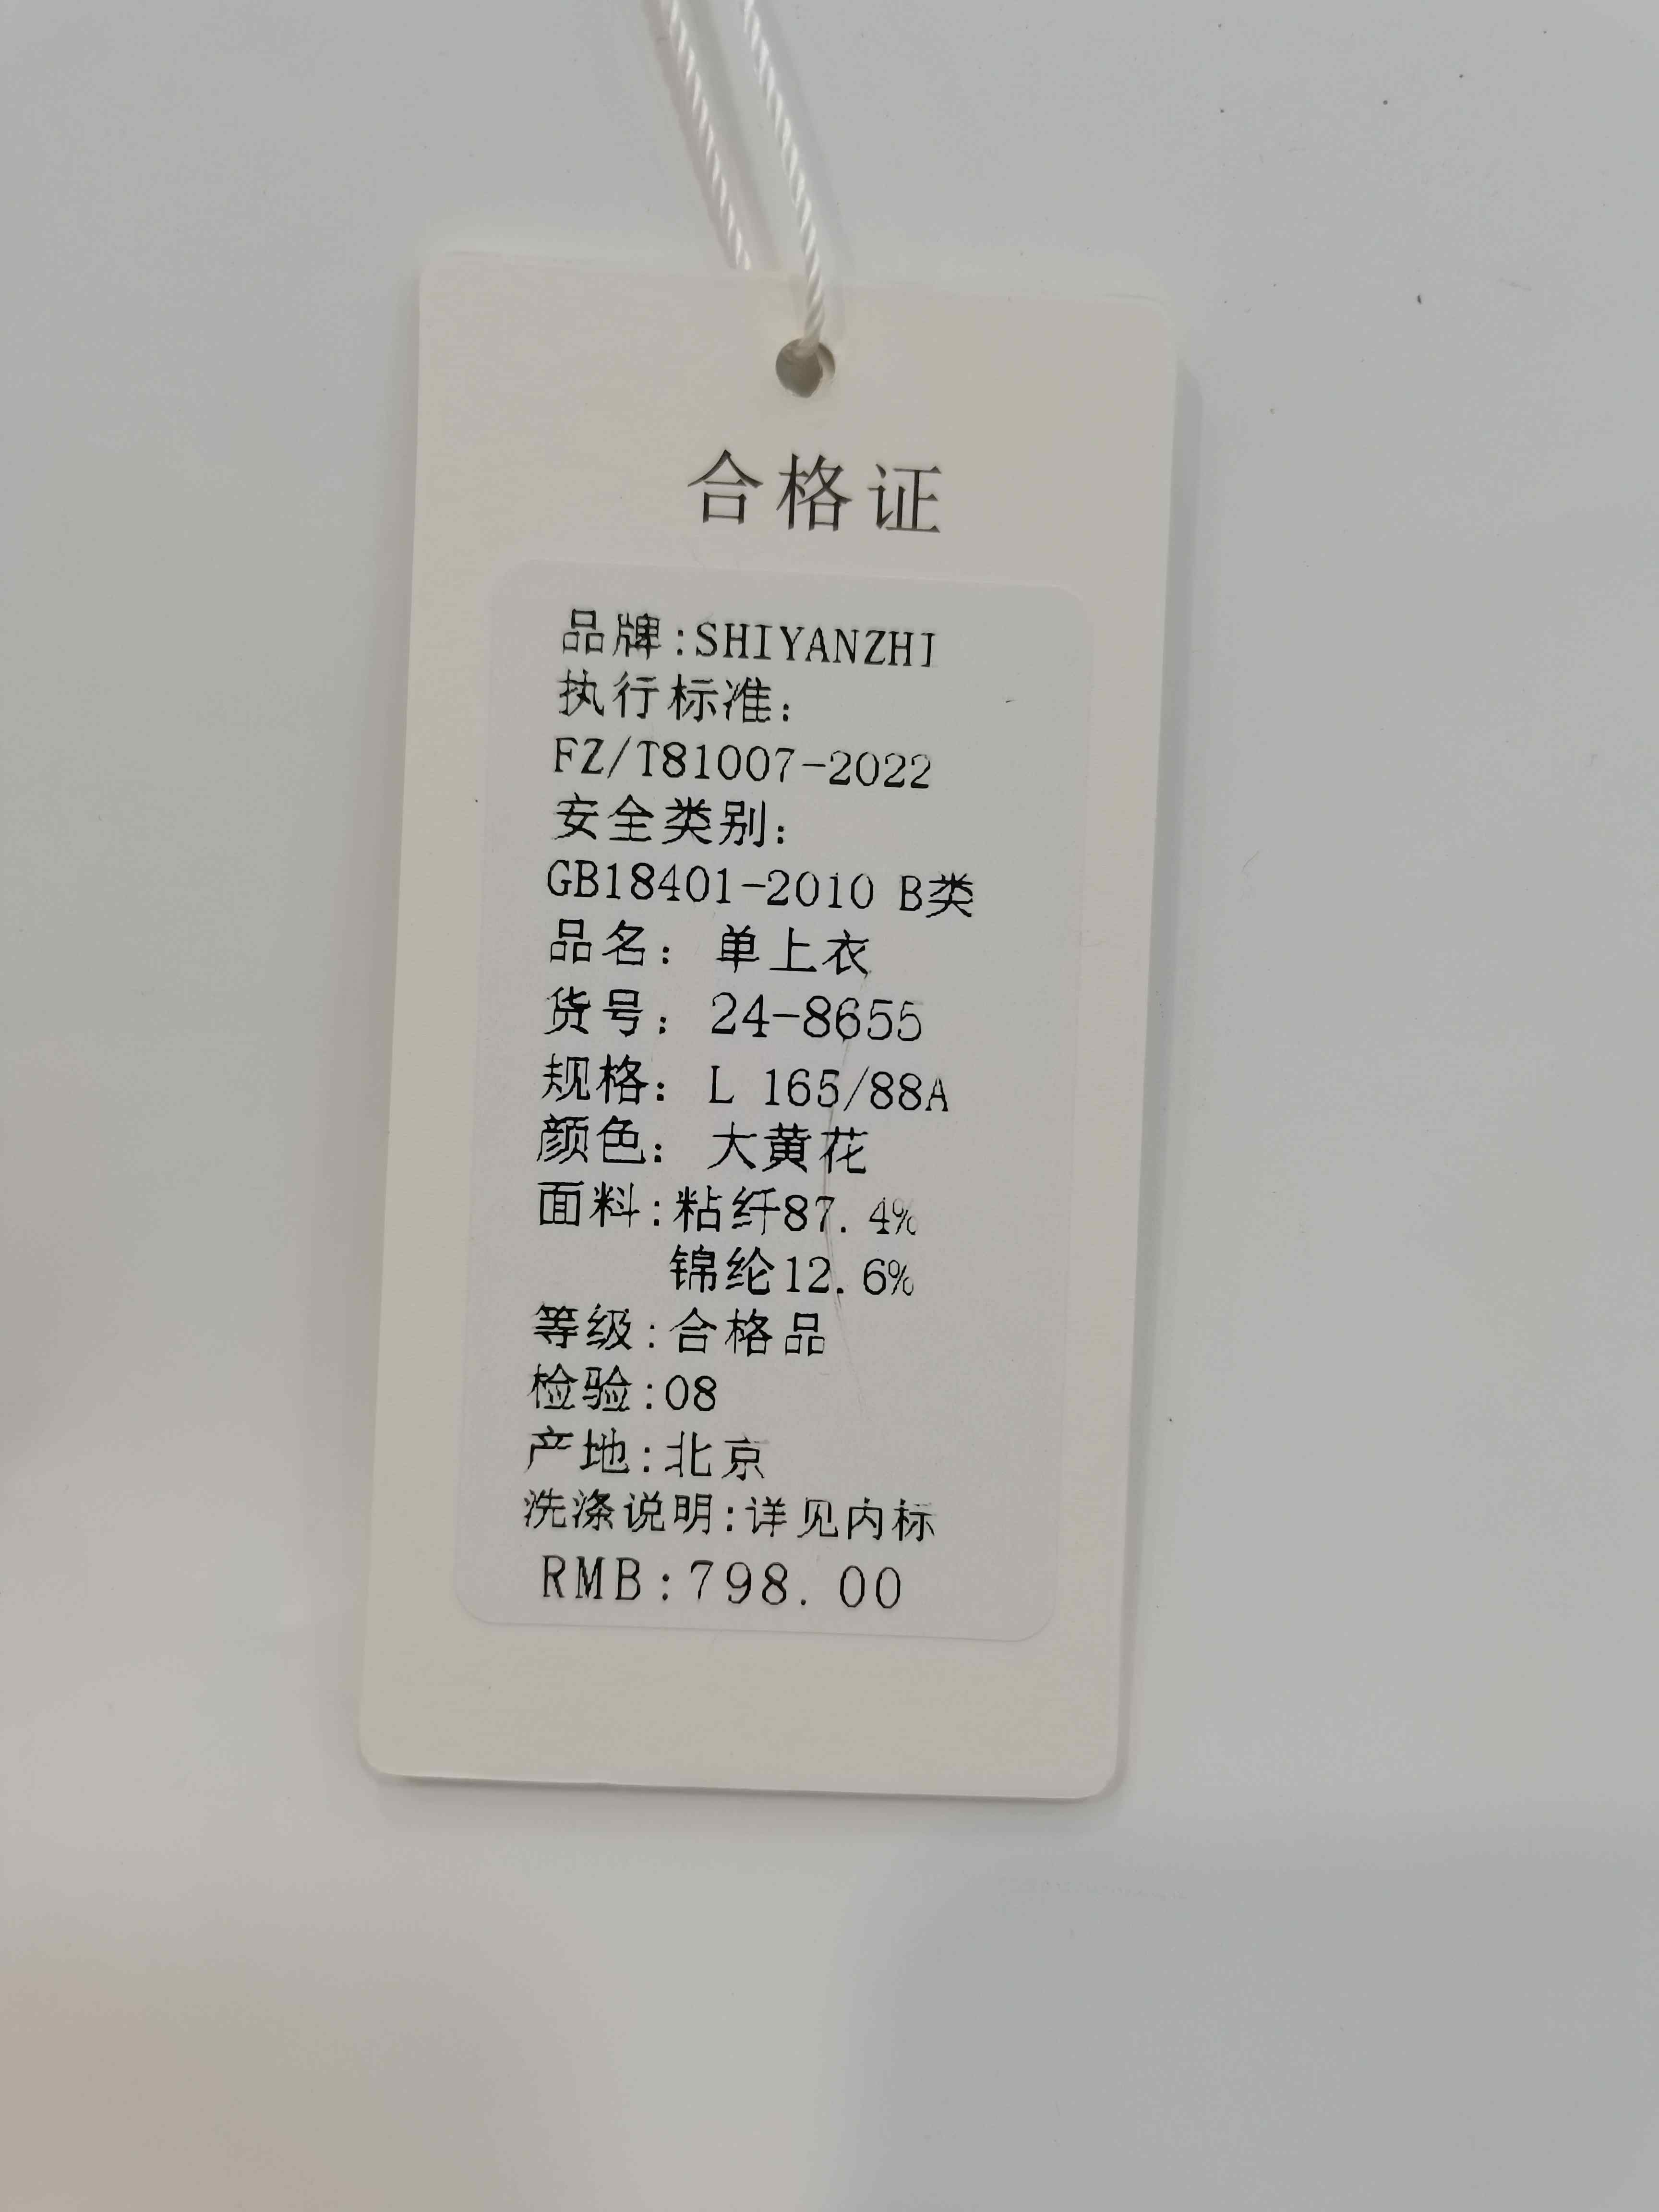 合格证
品牌:SHIYANZHI
执行标准：
FZ/T81007-2022
安全类别：
GB18401-2010 B类
品名： 单上衣
货号： 24-8655
规格： L 165/88A
颜色： 大黄花
面料:粘纤87.4%
锦纶12.6%
等级:合格品
检验:08
产地:北京
洗涤说明:详见内标
RMB:798.00